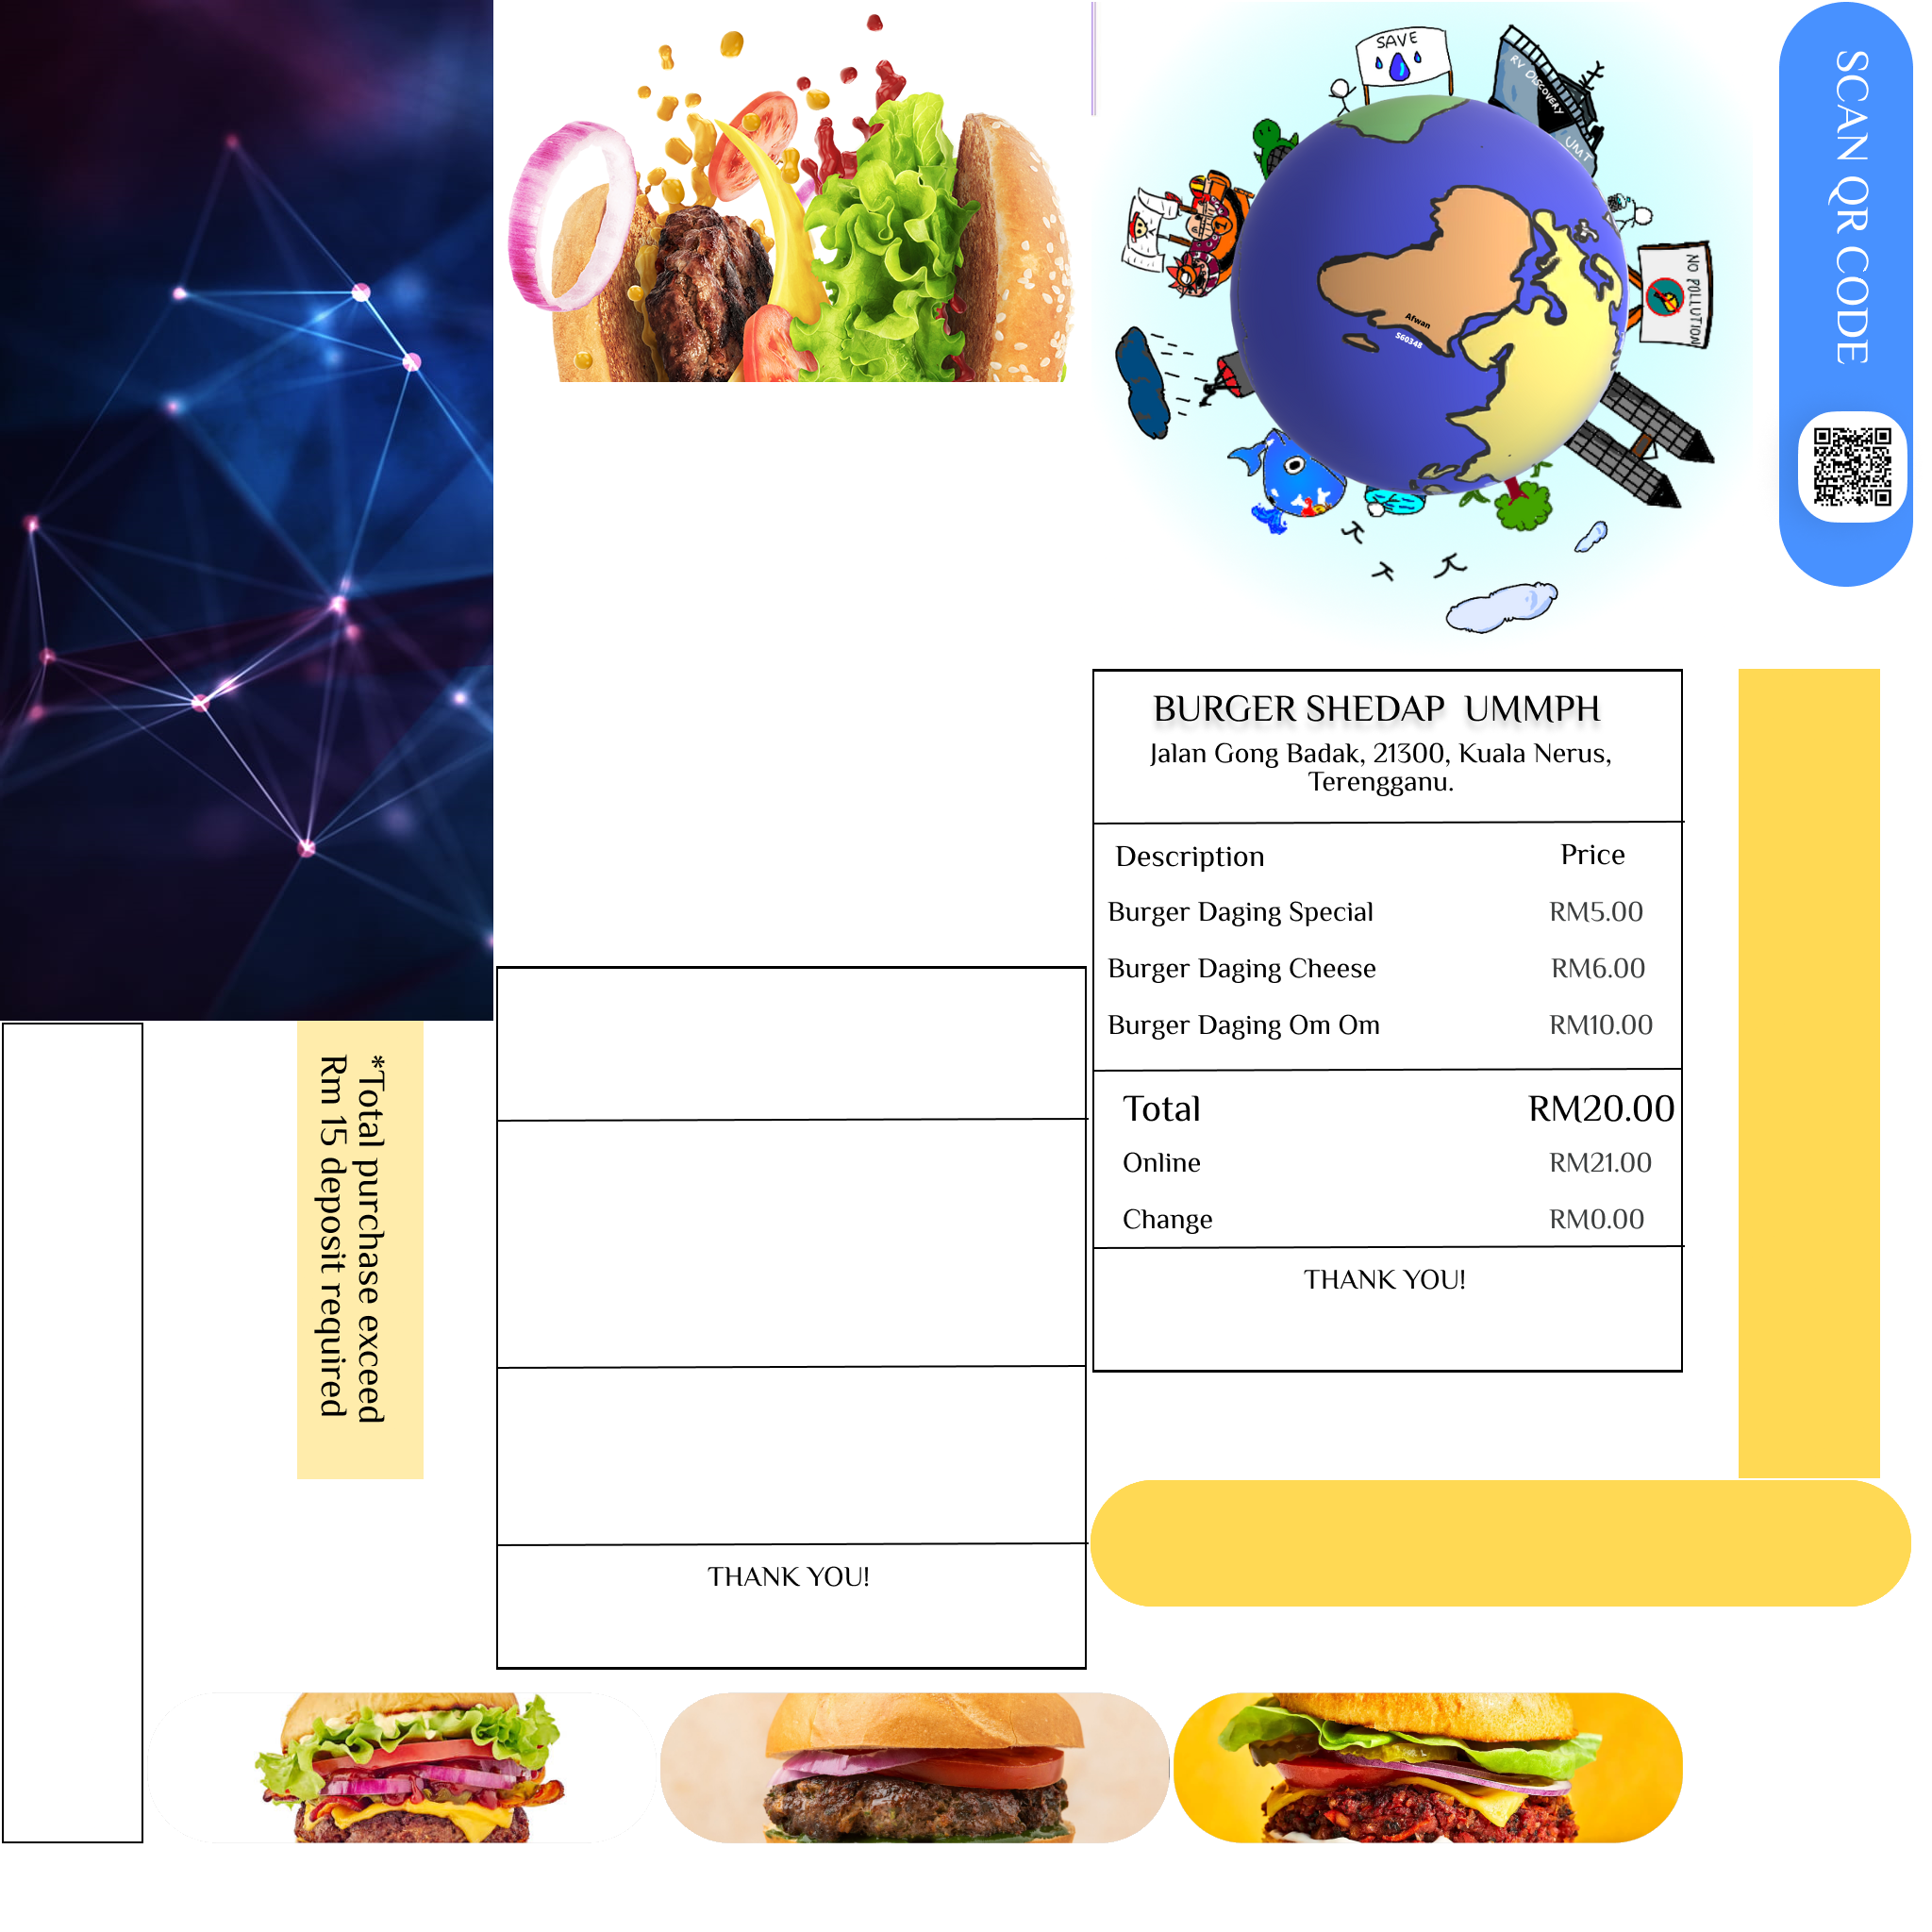 SAVE
RV DISCOVERY
UMT
NO POLLUTION
Afwan
S60348
SCAN QR CODE
BURGER SHEDAP UMMPH
Jalan Gong Badak, 21300, Kuala Nerus,
Terengganu.
Description Price
Burger Daging Special RM5.00
Burger Daging Cheese RM6.00
Burger Daging Om Om RM10.00
Total RM20.00
Online RM21.00
Change RM0.00
THANK YOU!
*Total purchase exceed
Rm 15 deposit required
THANK YOU!